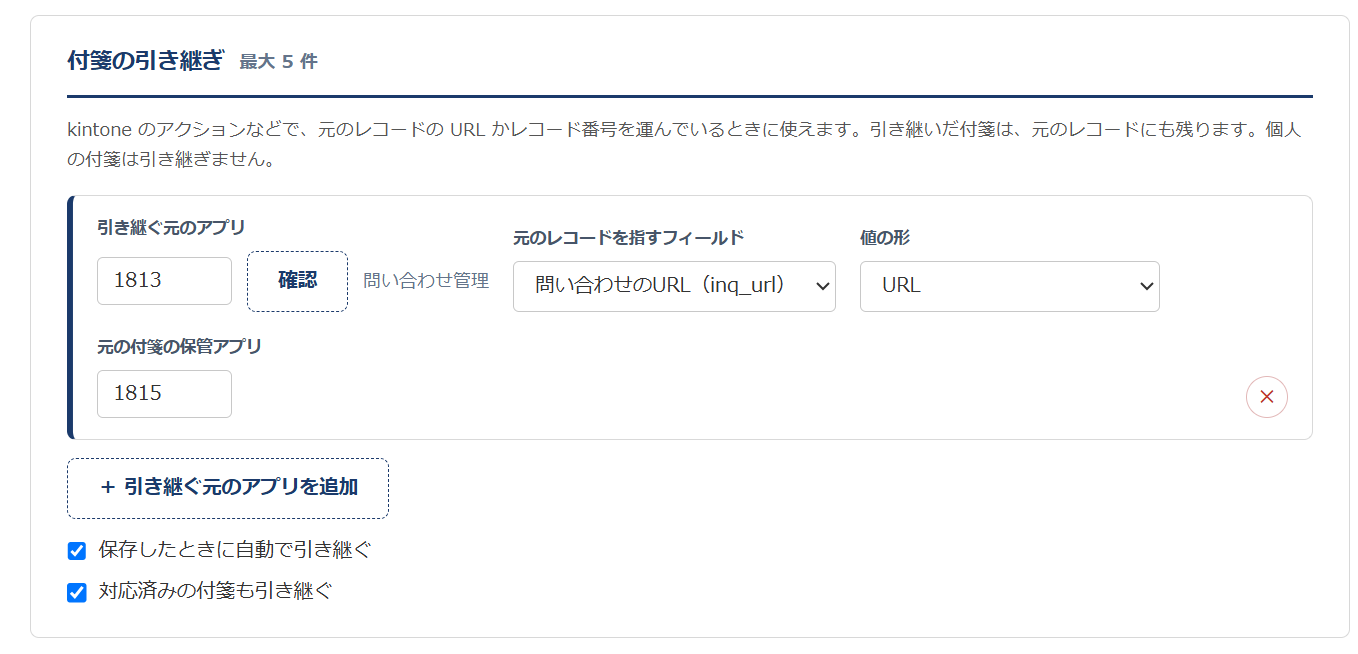 付箋の引き継ぎ 最大 5 件
kintone のアクションなどで、元のレコードの URL かレコード番号を運んでいるときに使えます。引き継いだ付箋は、元のレコードにも残ります。個人
の付箋は引き継ぎません。
引き継ぐ元のアプリ
1813
確認
問い合わせ管理
元のレコードを指すフィールド
問い合わせのURL（inq_url）
値の形
URL
元の付箋の保管アプリ
1815
×
+ 引き継ぐ元のアプリを追加
保存したときに自動で引き継ぐ
対応済みの付箋も引き継ぐ